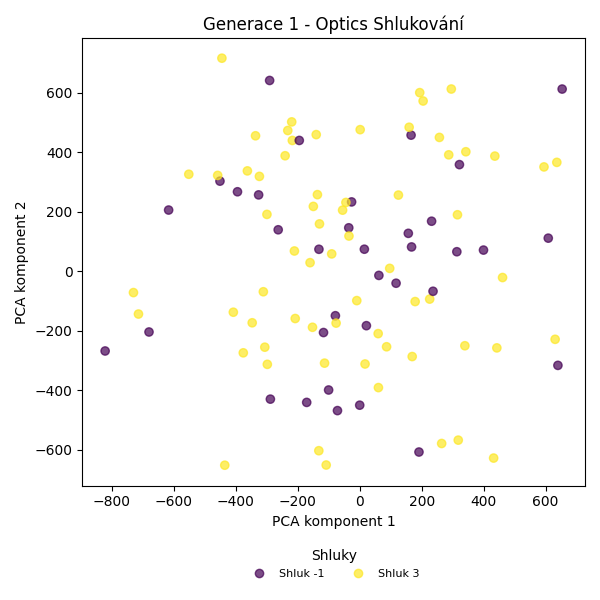 Generace 1 - Optics Shlukování
PCA komponent 2
600
400
200
0
−200
−400
−600
−800 −600 −400 −200 0 200 400 600
PCA komponent 1
Shluky
Shluk -1 Shluk 3